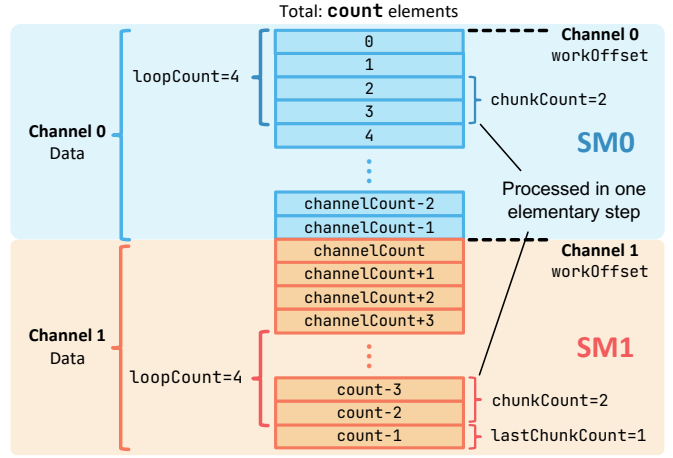 Total: count elements
Channel 0
workOffset
0
1
loopCount=4
2
chunkCount=2
3
4
Channel 0
Data
SM0
Processed in one
elementary step
channelCount-2
channelCount-1
channelCount
Channel 1
workOffset
channelCount+1
channelCount+2
channelCount+3
Channel 1
Data
SM1
loopCount=4
count-3
chunkCount=2
count-2
count-1
lastChunkCount=1